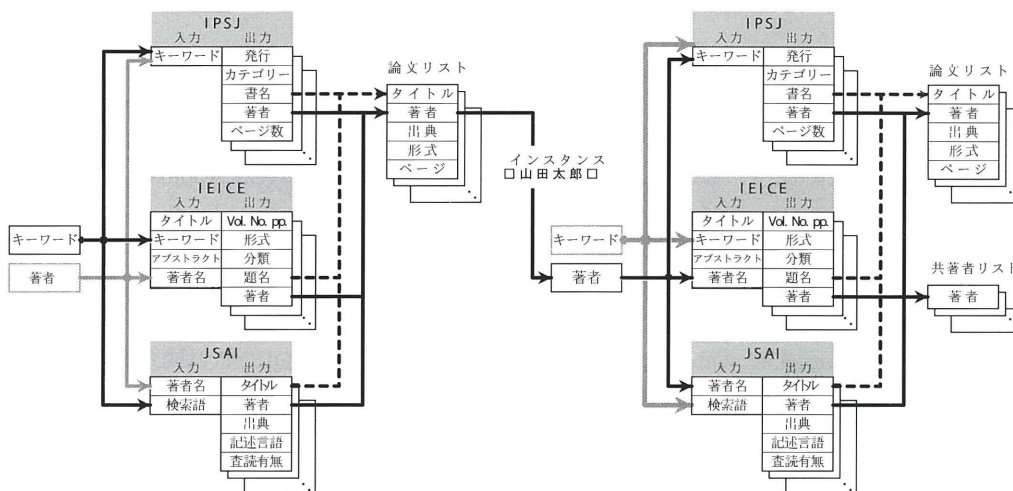 IPSJ
入力 出力
キーワード 発行
カテゴリー
書名
著者
ページ数
論文リスト
タイトル
著者
出典
形式
ページ
IEICE
入力 出力
タイトル Vol. No. pp.
キーワード 形式
アブストラクト 分類
著者名 題名
著者
キーワード
著者
JSAI
入力 出力
著者名 タイトル
検索語 著者
出典
記述言語
査読有無
インスタンス
□山田太郎□
キーワード
著者
IPSJ
入力 出力
キーワード 発行
カテゴリー
書名
著者
ページ数
論文リスト
タイトル
著者
出典
形式
ページ
IEICE
入力 出力
タイトル Vol. No. pp.
キーワード 形式
アブストラクト 分類
著者名 題名
著者
共著者リスト
著者
JSAI
入力 出力
著者名 タイトル
検索語 著者
出典
記述言語
査読有無